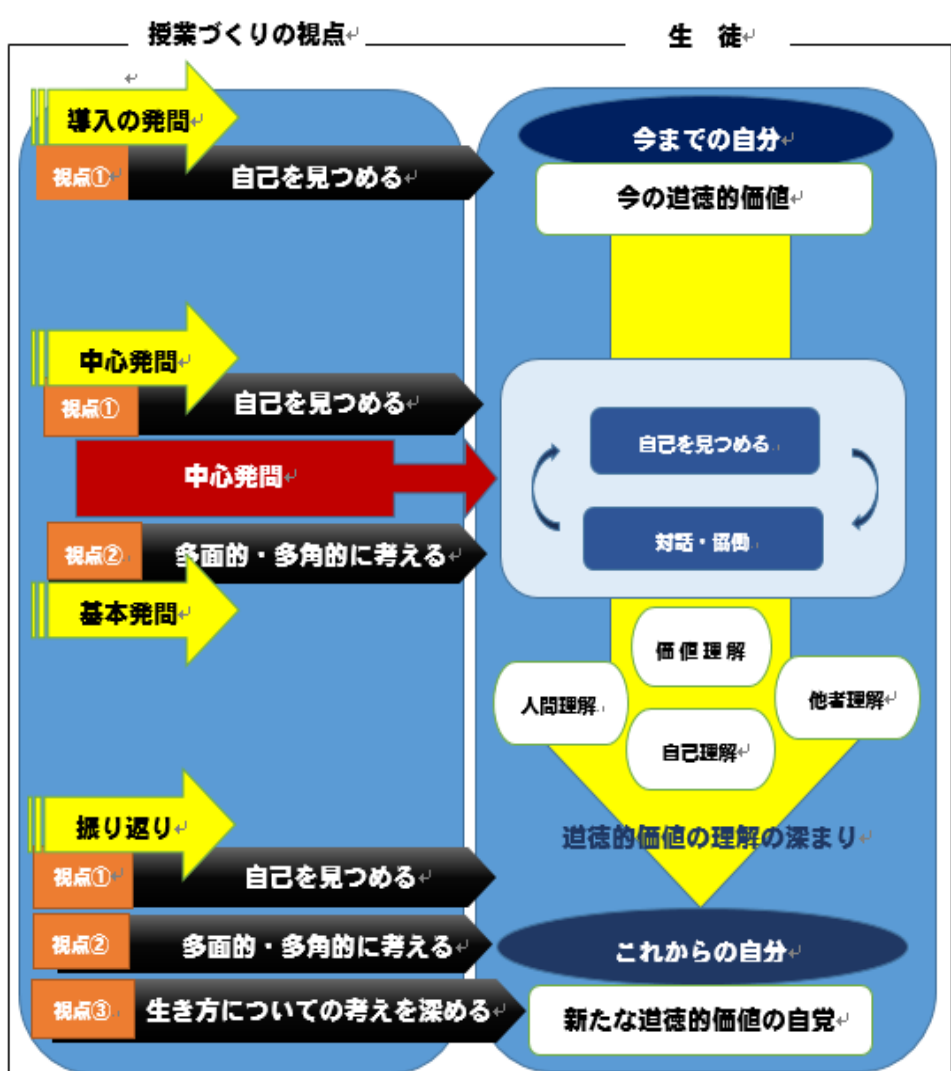 授業づくりの視点
生 徒
導入の発問
視点① 自己を見つめる
今までの自分
今の道徳的価値
中心発問
視点① 自己を見つめる
中心発問
視点② 多面的・多角的に考える
基本発問
自己を見つめる
対話・協働
価値理解
人間理解
他者理解
自己理解
道徳的価値の理解の深まり
振り返り
視点① 自己を見つめる
視点② 多面的・多角的に考える
視点③ 生き方についての考えを深める
これからの自分
新たな道徳的価値の自覚